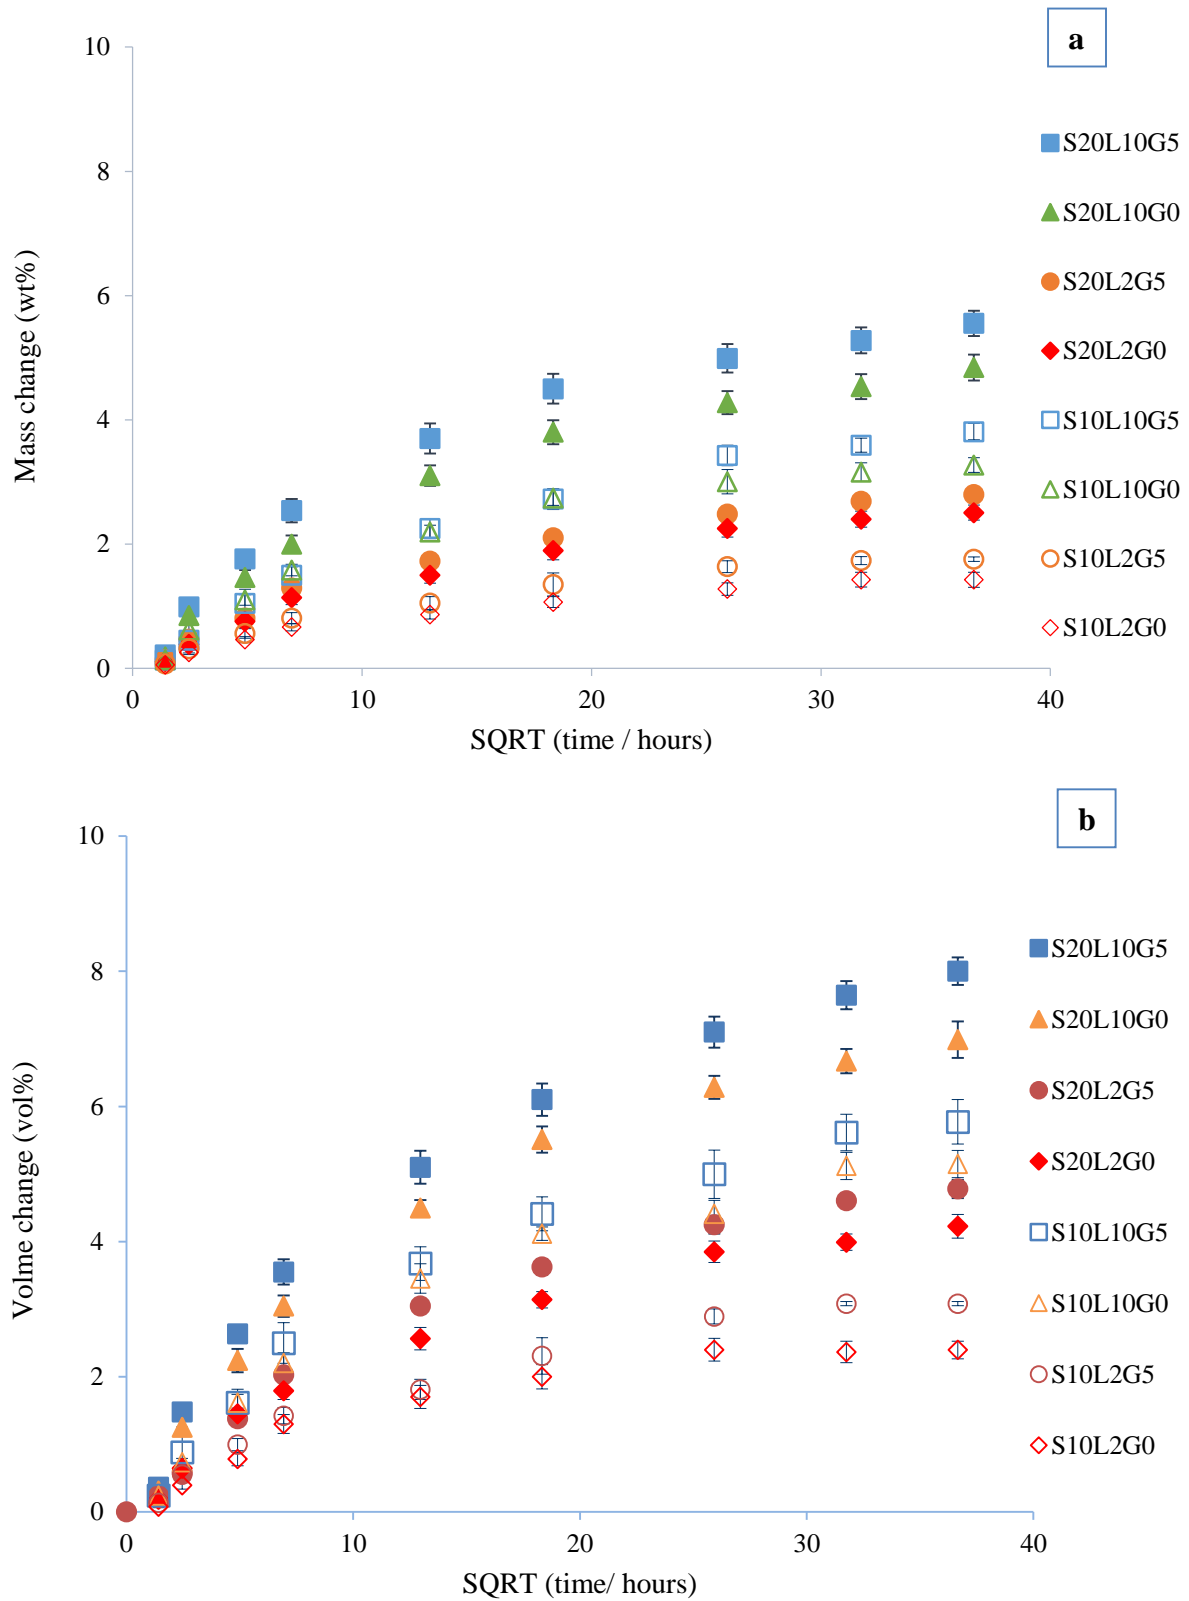 a
10
8
6
4
2
0
Mass change (wt%)
0 10 20 30 40
SQRT (time / hours)
S20L10G5
S20L10G0
S20L2G5
S20L2G0
S10L10G5
S10L10G0
S10L2G5
S10L2G0
b
10
8
6
4
2
0
Volme change (vol%)
0 10 20 30 40
SQRT (time/ hours)
S20L10G5
S20L10G0
S20L2G5
S20L2G0
S10L10G5
S10L10G0
S10L2G5
S10L2G0